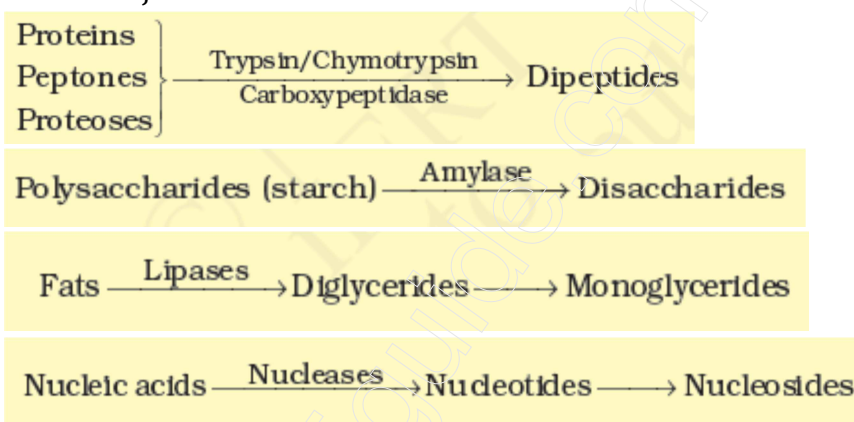 Proteins
Peptones
Proteoses
Trypsin/Chymotrypsin
Carboxypeptidase
Dipeptides
Polysaccharides (starch) Amylase Disaccharides
Fats Lipases Diglycerides Monoglycerides
Nucleic acids Nucleases Nucleotides Nucleosides